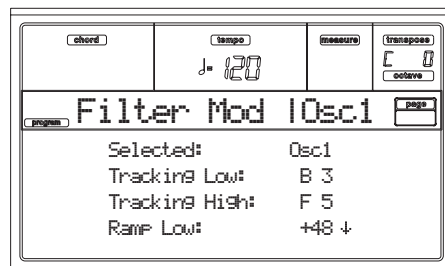 chord tempo measure transpose
♩= 120 C 0
octave
program Filter Mod |Osc1 page
Selected: Osc1
Tracking Low: B 3
Tracking High: F 5
Ramp Low: +48 ↓